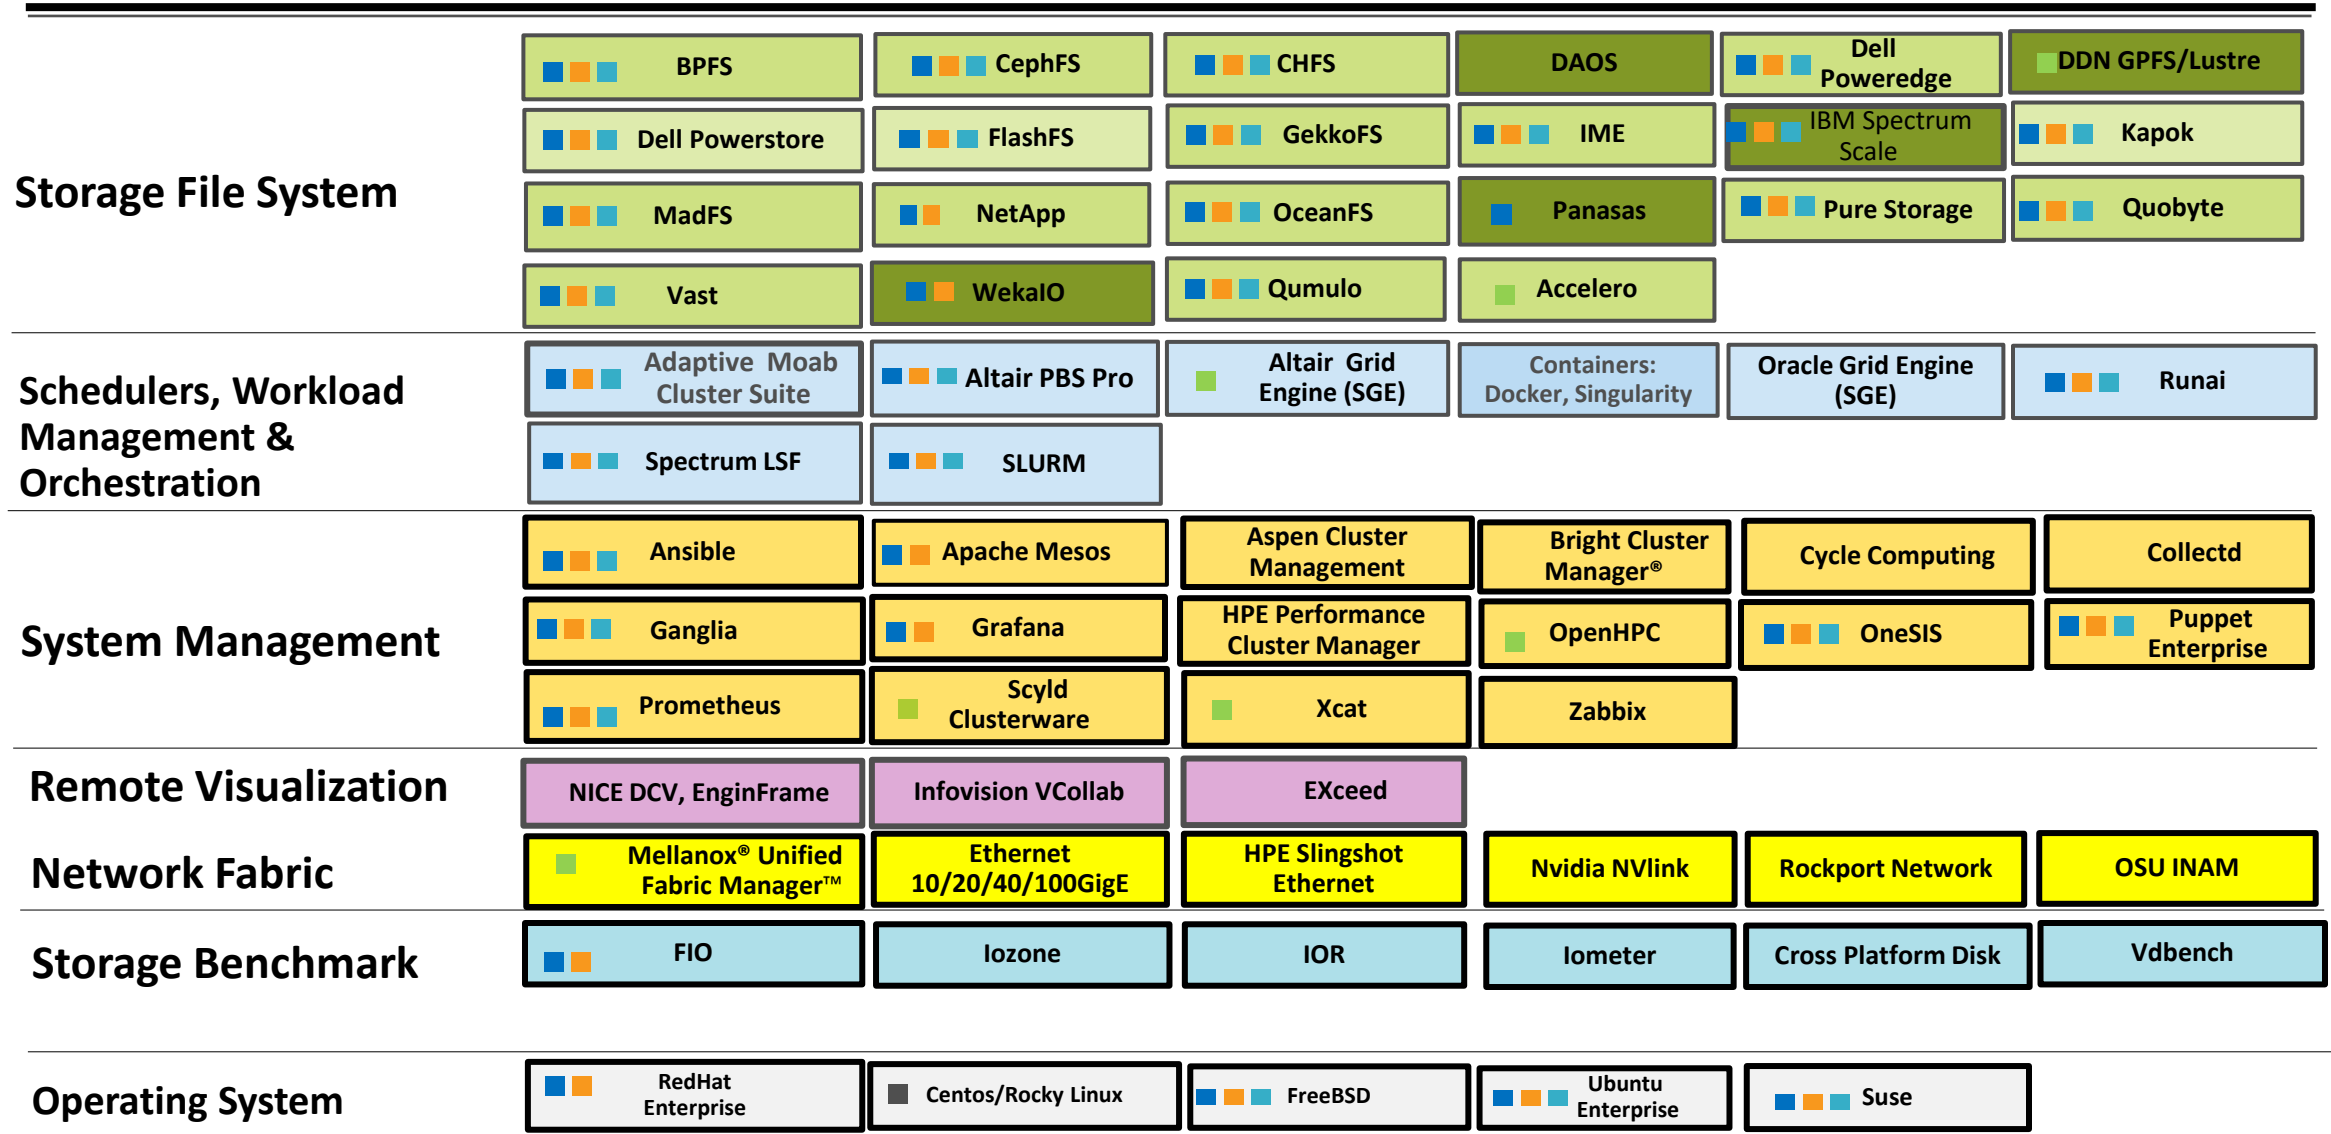 Storage File System
BPFS
CephFS
CHFS
DAOS
Dell
Poweredge
DDN GPFS/Lustre
Dell Powerstore
FlashFS
GekkoFS
IME
IBM Spectrum
Scale
Kapok
MadFS
NetApp
OceanFS
Panasas
Pure Storage
Quobyte
Vast
WekaIO
Qumulo
Accelero
Schedulers, Workload
Management &
Orchestration
Adaptive Moab
Cluster Suite
Altair PBS Pro
Altair Grid
Engine (SGE)
Containers:
Docker, Singularity
Oracle Grid Engine
(SGE)
Runai
Spectrum LSF
SLURM
System Management
Ansible
Apache Mesos
Aspen Cluster
Management
Bright Cluster
Manager®
Cycle Computing
Collectd
Ganglia
Grafana
HPE Performance
Cluster Manager
OpenHPC
OneSIS
Puppet
Enterprise
Prometheus
Scyld
Clusterware
Xcat
Zabbix
Remote Visualization
NICE DCV, EnginFrame
Infovision VCollab
EXceed
Network Fabric
Mellanox® Unified
Fabric Manager™
Ethernet
10/20/40/100GigE
HPE Slingshot
Ethernet
Nvidia NVlink
Rockport Network
OSU INAM
Storage Benchmark
FIO
Iozone
IOR
Iometer
Cross Platform Disk
Vdbench
Operating System
RedHat
Enterprise
Centos/Rocky Linux
FreeBSD
Ubuntu
Enterprise
Suse